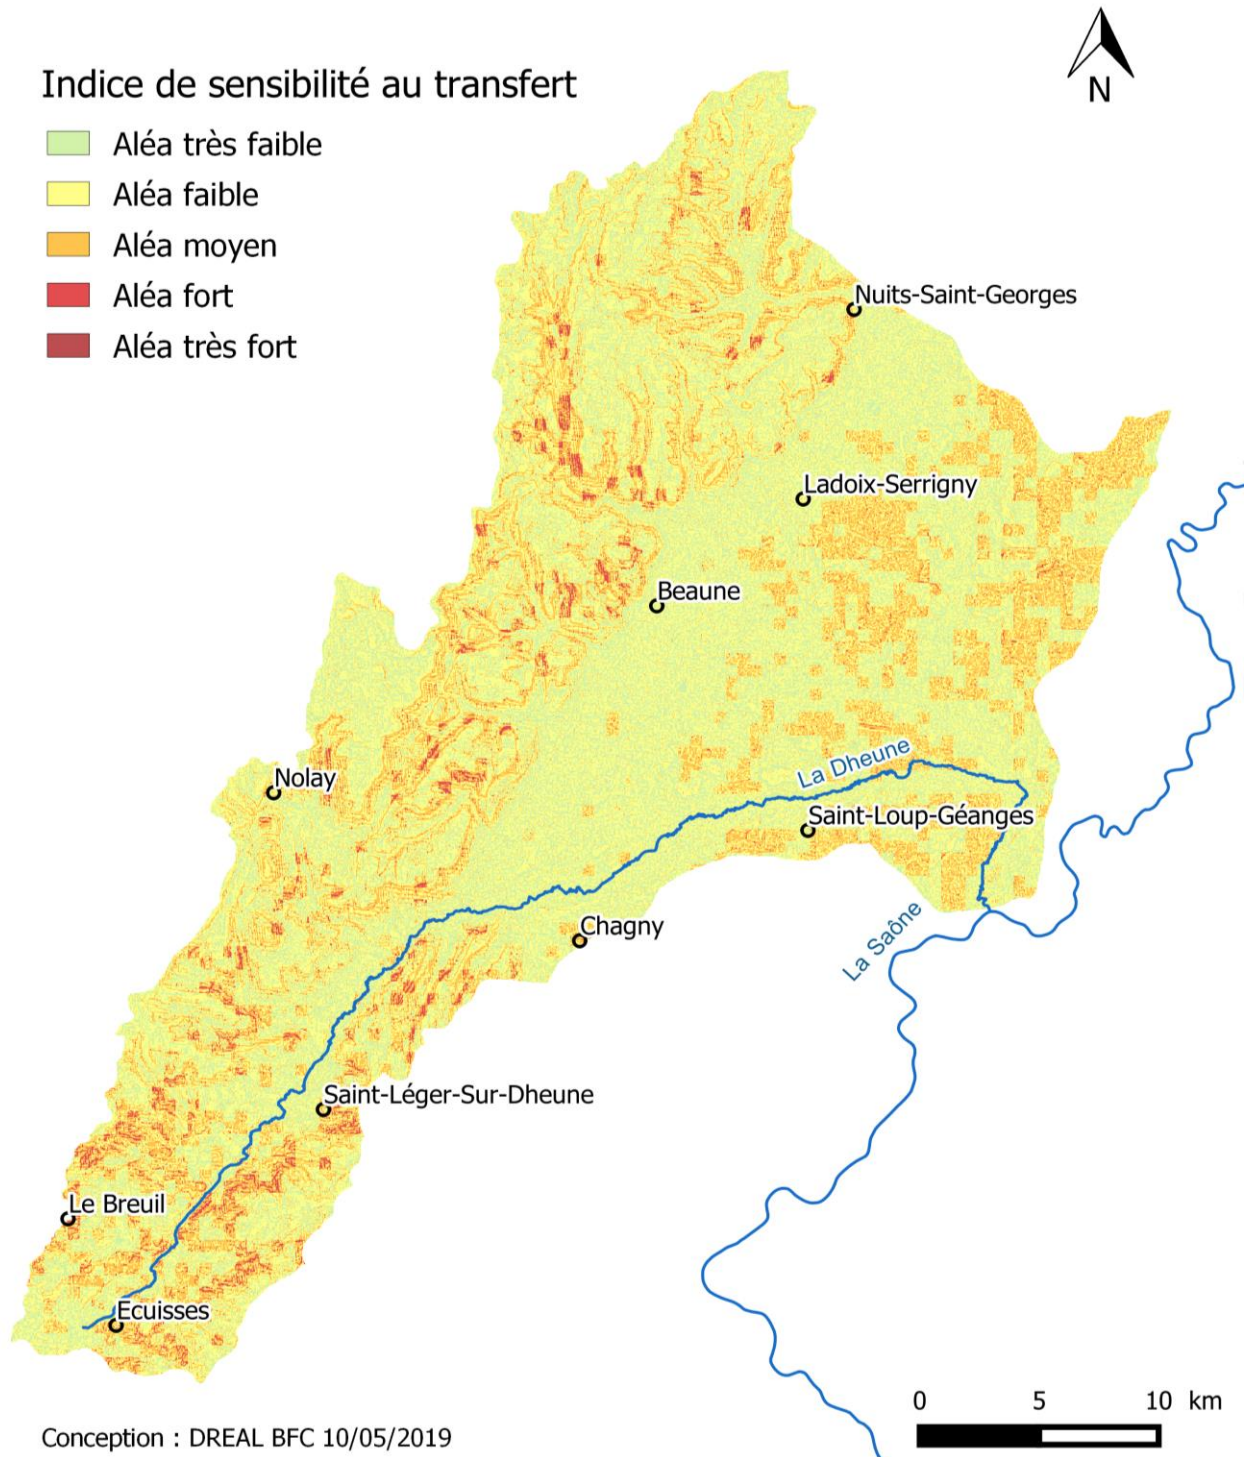 N
Indice de sensibilité au transfert
Aléa très faible
Aléa faible
Aléa moyen
Aléa fort
Aléa très fort
Nuits-Saint-Georges
Ladoix-Serrigny
Beaune
La Dheune
Nolay
Saint-Loup-Géanges
Chagny
La Saône
Saint-Léger-Sur-Dheune
Le Breuil
Ecuisses
0 5 10 km
Conception : DREAL BFC 10/05/2019